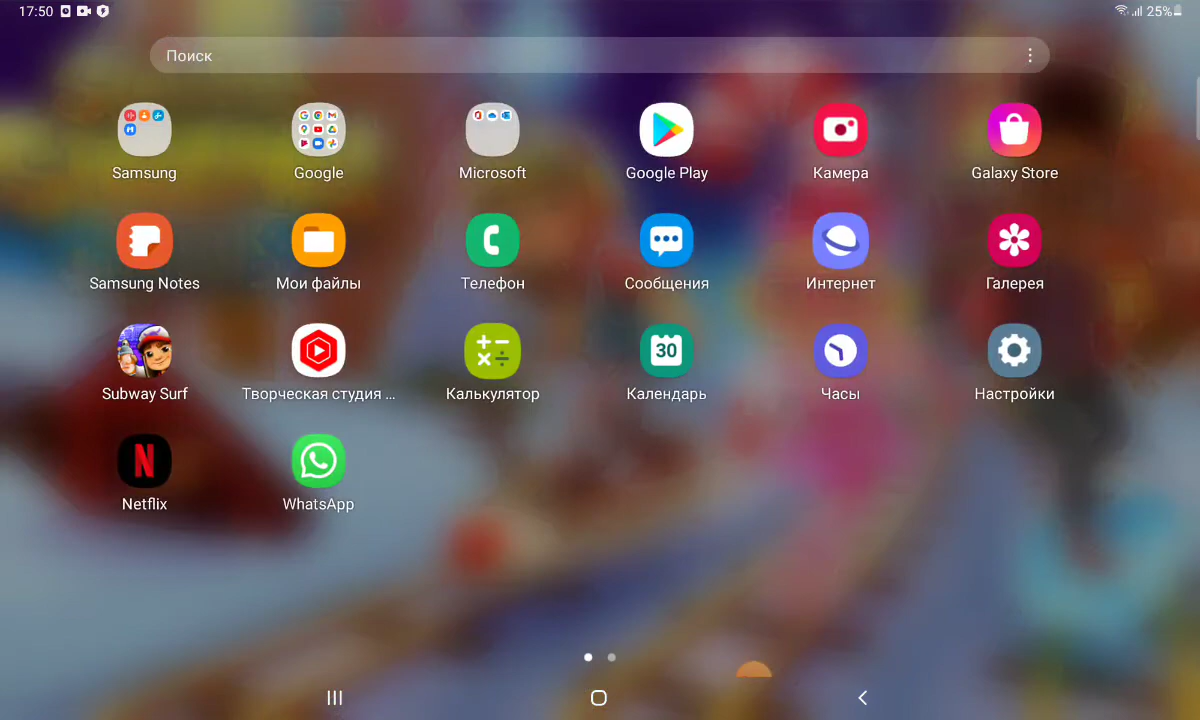 17:50
25%
Поиск
Samsung
Google
Microsoft
Google Play
Камера
Galaxy Store
Samsung Notes
Мои файлы
Телефон
Сообщения
Интернет
Галерея
30
Subway Surf
Творческая студия ...
Калькулятор
Календарь
Часы
Настройки
Netflix
WhatsApp